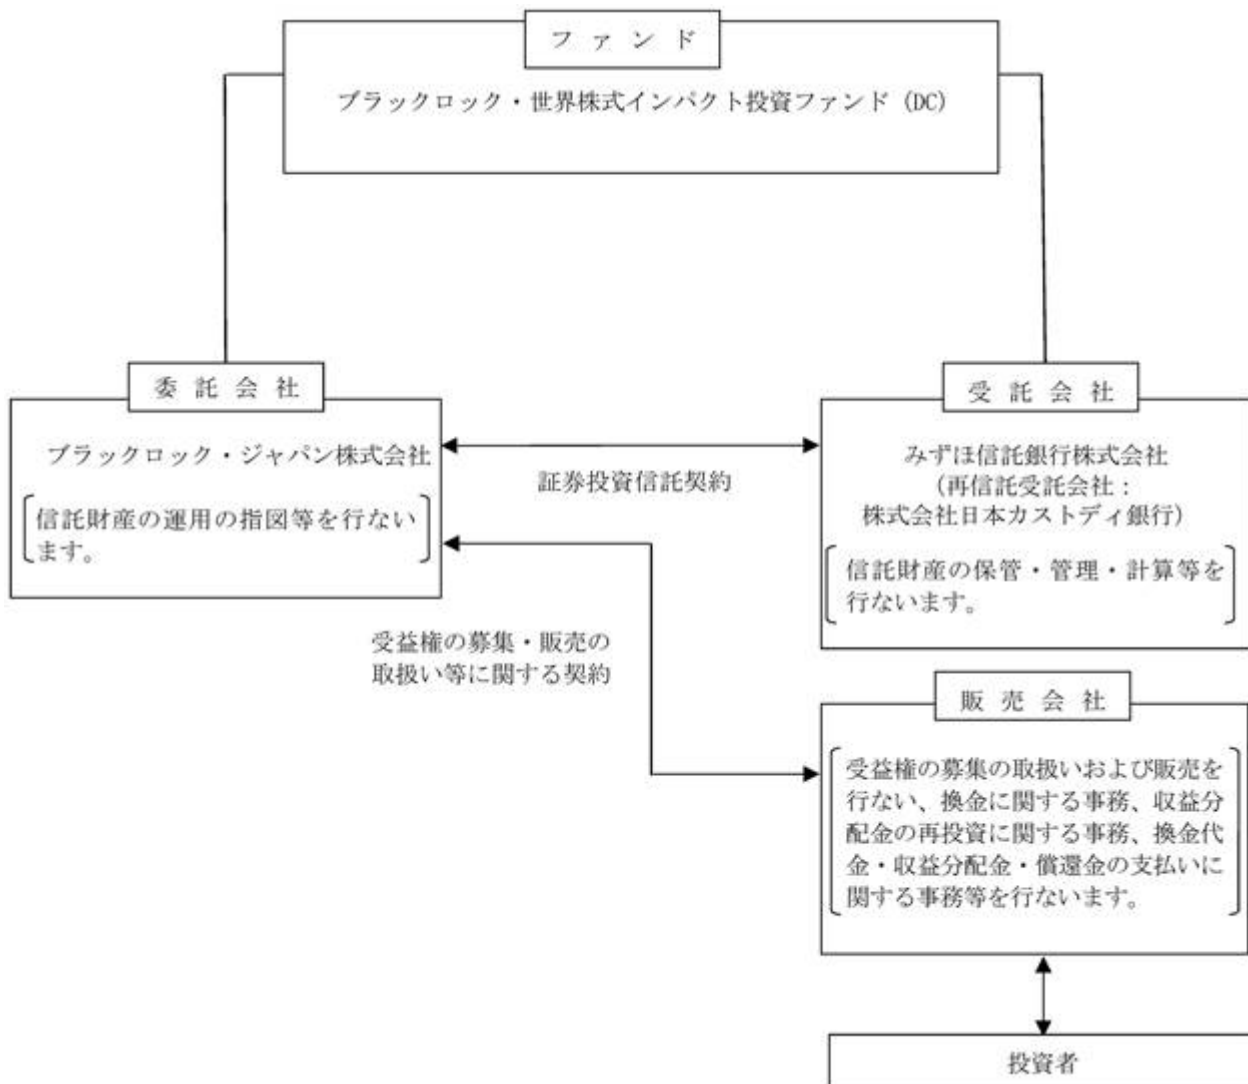 ファンド
ブラックロック・世界株式インパクト投資ファンド（DC）
委託会社
ブラックロック・ジャパン株式会社
信託財産の運用の指図等を行ない
ます。
証券投資信託契約
受託会社
みずほ信託銀行株式会社
（再信託受託会社：
株式会社日本カストディ銀行）
信託財産の保管・管理・計算等を
行ないます。
受益権の募集・販売の
取扱い等に関する契約
販売会社
受益権の募集の取扱いおよび販売を
行ない、換金に関する事務、収益分
配金の再投資に関する事務、換金代
金・収益分配金・償還金の支払いに
関する事務等を行ないます。
投資者